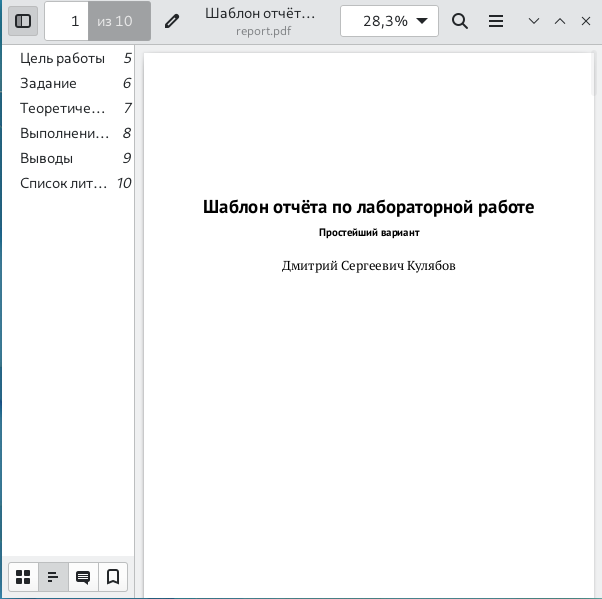 1 из 10
Шаблон отчёт…
report.pdf
28,3%
Цель работы 5
Задание 6
Теоретиче… 7
Выполнени… 8
Выводы 9
Список лит… 10
Шаблон отчёта по лабораторной работе
Простейший вариант
Дмитрий Сергеевич Кулябов